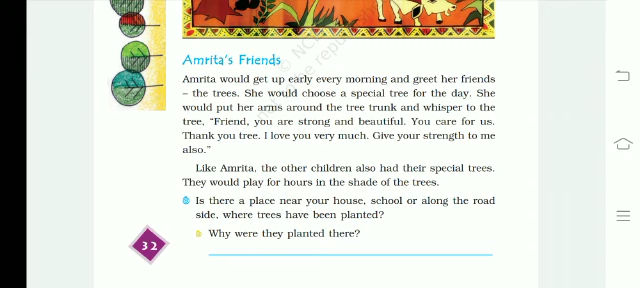 © NC
be repu
Amrita's Friends
Amrita would get up early every morning and greet her friends
– the trees. She would choose a special tree for the day. She
would put her arms around the tree trunk and whisper to the
tree, “Friend, you are strong and beautiful. You care for us.
Thank you tree. I love you very much. Give your strength to me
also.”
Like Amrita, the other children also had their special trees.
They would play for hours in the shade of the trees.
Is there a place near your house, school or along the road
side, where trees have been planted?
Why were they planted there?
32